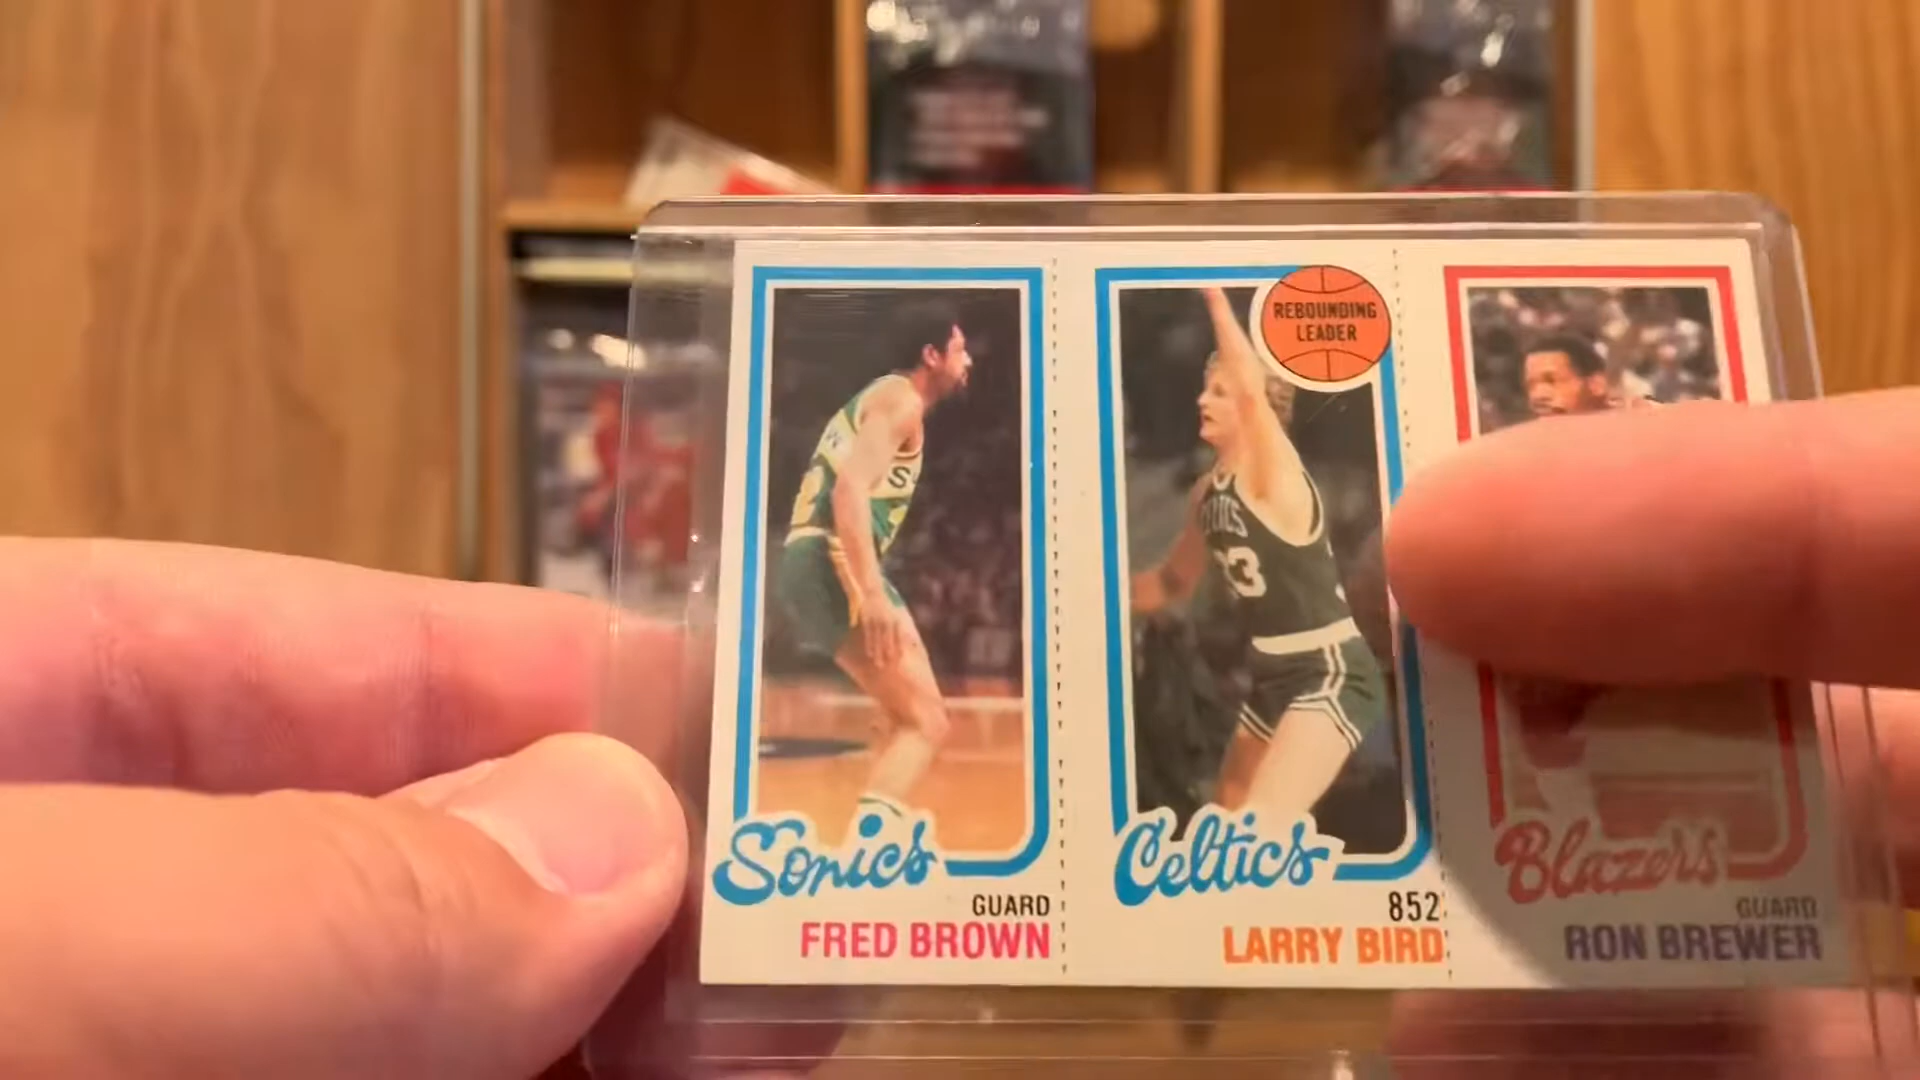 REBOUNDING
LEADER
Sonics
GUARD
FRED BROWN
Celtics
852
LARRY BIRD
Blazers
GUARD
RON BREWER